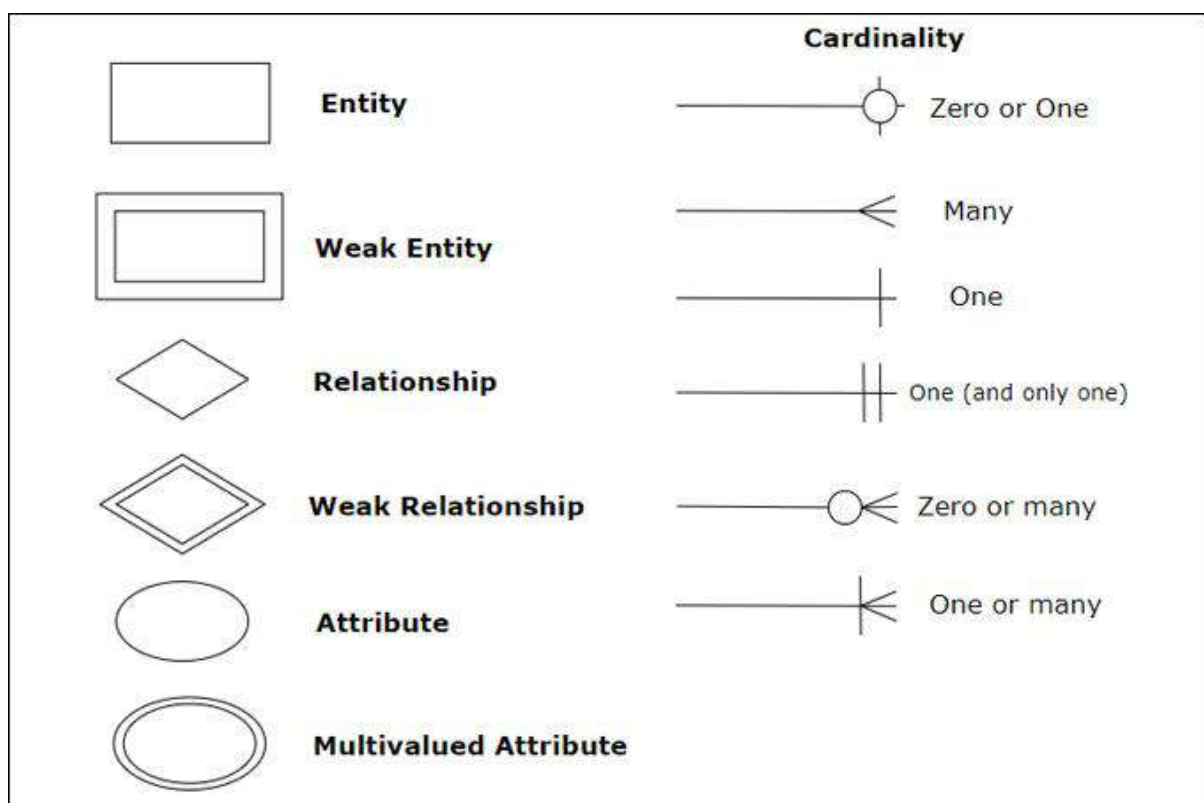 Entity
Weak Entity
Relationship
Weak Relationship
Attribute
Multivalued Attribute
Cardinality
Zero or One
Many
One
One (and only one)
Zero or many
One or many